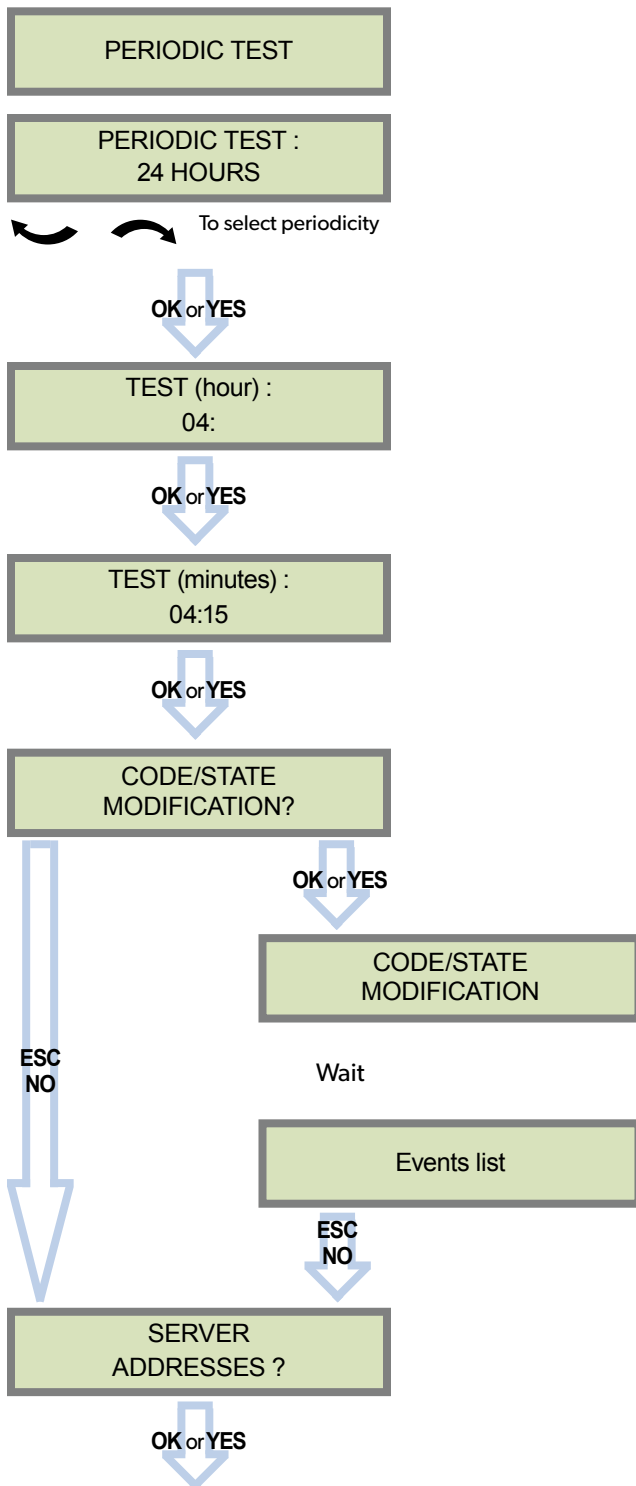 PERIODIC TEST
PERIODIC TEST :
24 HOURS
To select periodicity
OK or YES
TEST (hour) :
04:
OK or YES
TEST (minutes) :
04:15
OK or YES
CODE/STATE
MODIFICATION?
OK or YES
CODE/STATE
MODIFICATION
ESC
NO
Wait
Events list
ESC
NO
SERVER
ADDRESSES ?
OK or YES